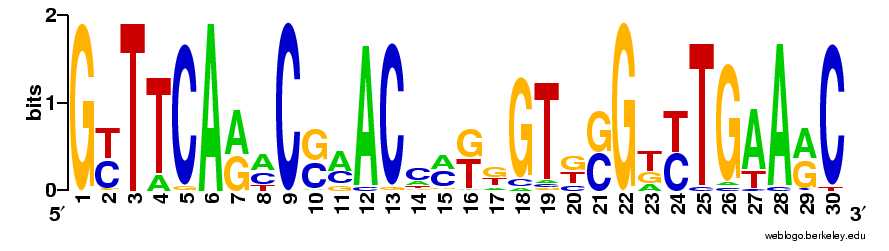 2
bits
1
0
G T C T T C A A G A C T C G C A G A C C A A C G T T G T G T G C G C G T A T C T G A T A A G C
1 2 3 4 5 6 7 8 9 10 11 12 13 14 15 16 17 18 19 20 21 22 23 24 25 26 27 28 29 30
5′ 3′
weblogo.berkeley.edu